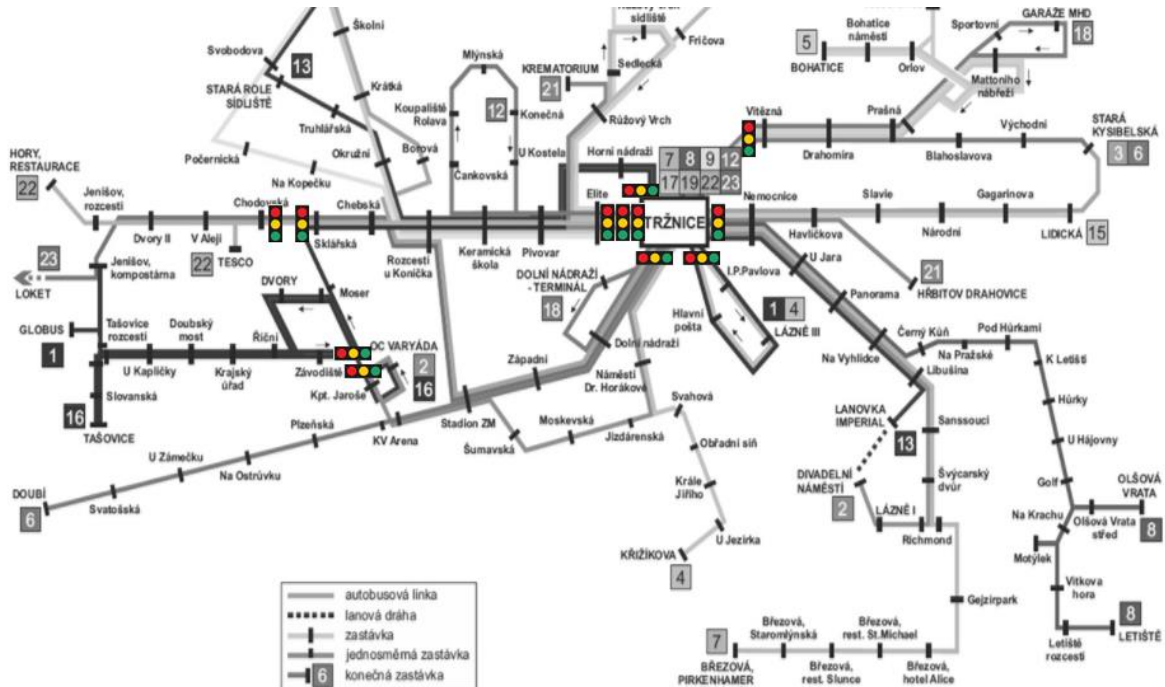 sídliště
Školní
Fričova
Svobodova
13
STARÁ ROLE
SÍDLIŠTĚ
Krátká
Truhlářská
Počernická
Okružní
Borová
Na Kopečku
Mlýnská
Koupaliště
Rolava
12
Konečná
U Kostela
Čankovská
KREMATORIUM
21
Sedlecká
Růžový Vrch
Horní nádraží
Bohatice
náměstí
5
BOHATICE
Orlov
Sportovní
GARÁŽE MHD
18
Mattoniho
nábřeží
Prašná
Vítězná
Drahomíra
Východní
Blahoslavova
STARÁ
KYSIBELSKÁ
3 6
HORY,
RESTAURACE
22
Jenišov,
rozcestí
Dvory II
V Aleji
Chodovská
22
TESCO
Sklářská
Chebská
Rozcestí
u Koníčka
Keramická
škola
Pivovar
Elite
7 8 9 12
17 19 22 23
TRŽNICE
Nemocnice
Havlíčkova
Slavie
Národní
Gagarinova
LIDICKÁ
15
21
HŘBITOV DRAHOVICE
23
LOKET
Jenišov,
kompostárna
GLOBUS
1
Tašovice
rozcestí
Doubský
most
DVORY
Moser
Říční
U Kapličky
Krajský
úřad
Závodiště
OC VARYÁDA
2
16
Kpt. Jaroše
Slovanská
16
TAŠOVICE
DOLNÍ NÁDRAŽÍ
- TERMINÁL
18
Dolní nádraží
Západní
Náměstí
Dr. Horákové
I.P.Pavlova
Hlavní
pošta
1 4
LÁZNĚ III
U Jara
Panorama
Na Vyhlídce
Černý Kůň
Na Pražské
Pod Hůrkami
Libušina
K Letišti
Hůrky
U Hájovny
Golf
LANOVKA
IMPERIAL
13
Sanssouci
Švýcarský
dvůr
DIVADELNÍ
NÁMĚSTÍ
2
LÁZNĚ I
Richmond
Na Krachu
Motýlek
OLŠOVÁ
VRATA
Olšová Vrata
střed
8
Vítkova
hora
8
LETIŠTĚ
Letiště
rozcestí
Plzeňská
KV Arena
Stadion ZM
Šumavská
Moskevská
Jízdárenská
Svahová
Obřadní síň
Krále
Jiřího
U Jezírka
KŘIŽÍKOVA
4
U Zámečku
Na Ostrůvku
DOUBÍ
6
Svatošská
Gejzírpark
Březová,
Staromlýnská
Březová,
rest. St.Michael
7
BŘEZOVÁ,
PIRKENHAMER
Březová,
rest. Slunce
Březová,
hotel Alice
autobusová linka
lanová dráha
zastávka
jednosměrná zastávka
6 konečná zastávka